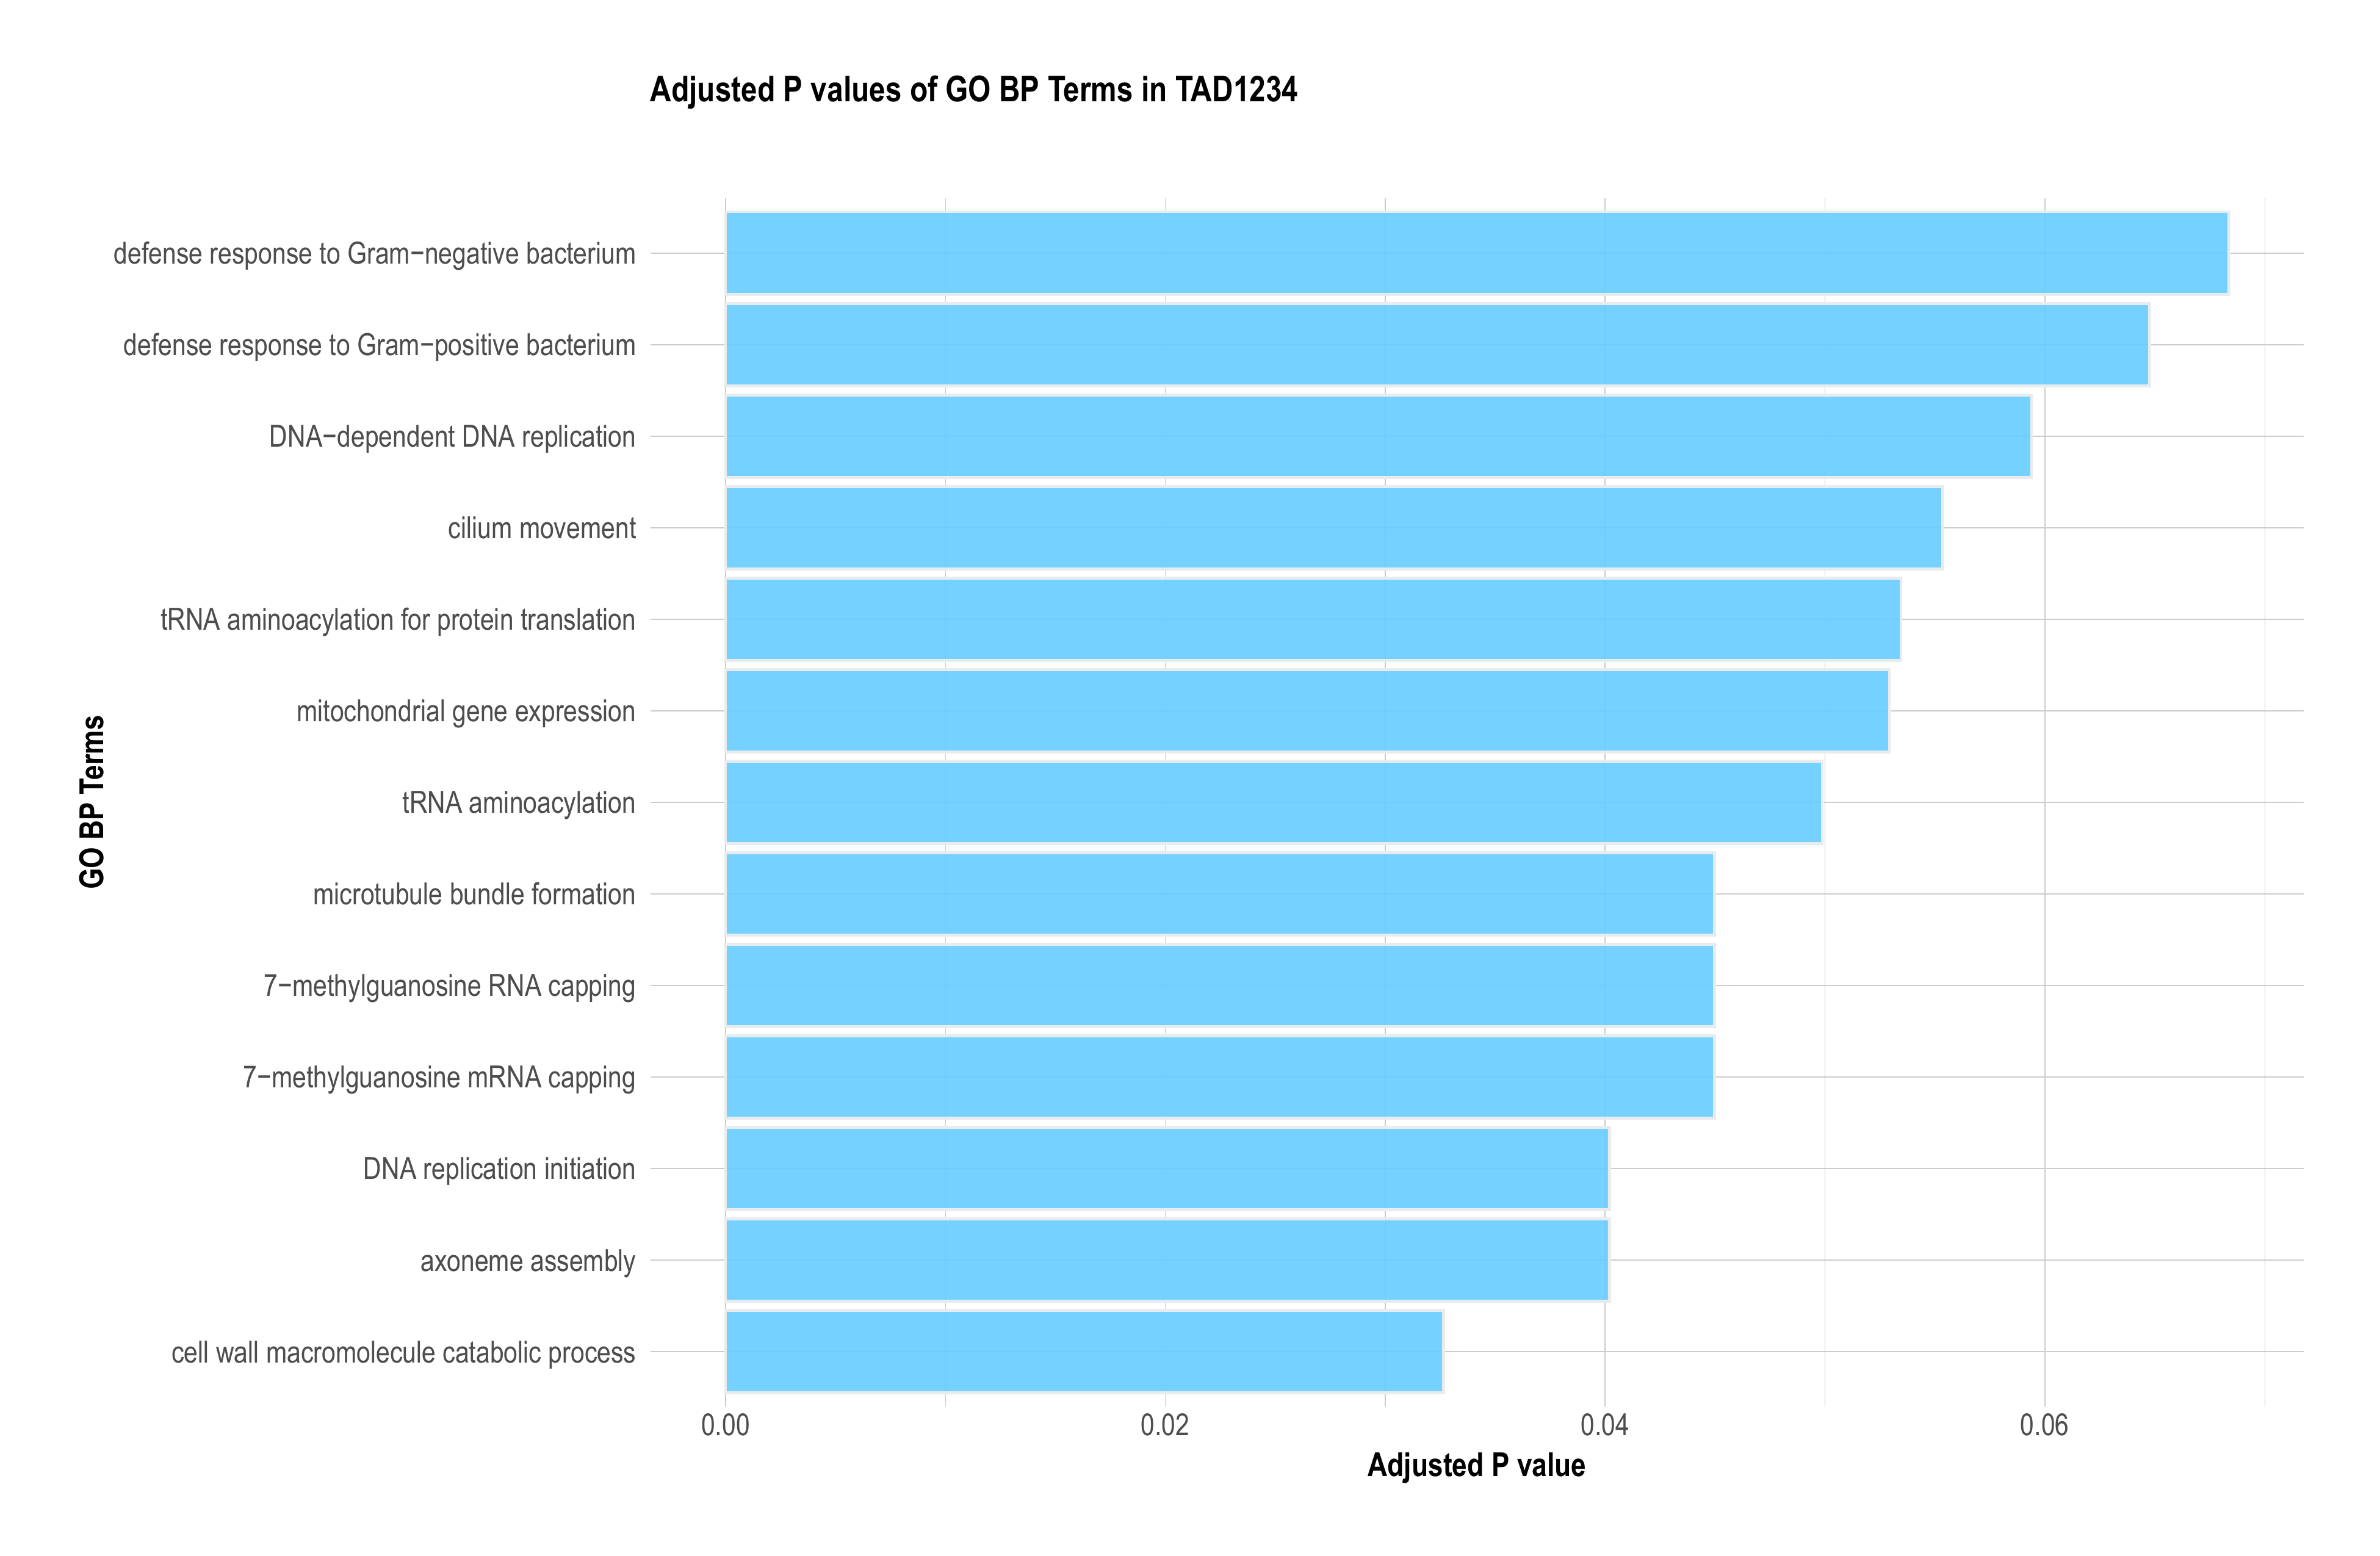 Adjusted P values of GO BP Terms in TAD1234
defense response to Gram−negative bacterium
defense response to Gram−positive bacterium
DNA−dependent DNA replication
cilium movement
tRNA aminoacylation for protein translation
mitochondrial gene expression
tRNA aminoacylation
microtubule bundle formation
7−methylguanosine RNA capping
7−methylguanosine mRNA capping
DNA replication initiation
axoneme assembly
cell wall macromolecule catabolic process
GO BP Terms
0.00 0.02 0.04 0.06
Adjusted P value